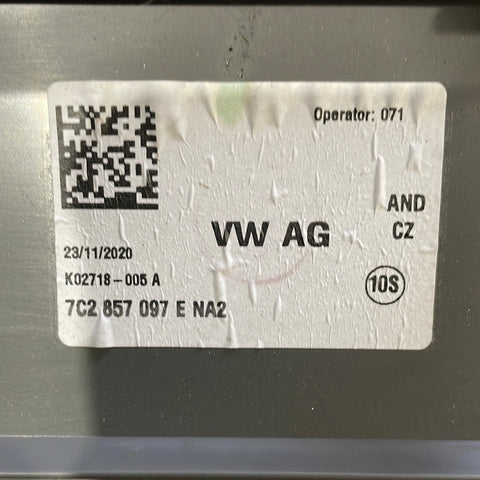 Operator: 071
AND
VW AG
CZ
23/11/2020
K02718-005 A
10S
7C2 857 097 E NA2